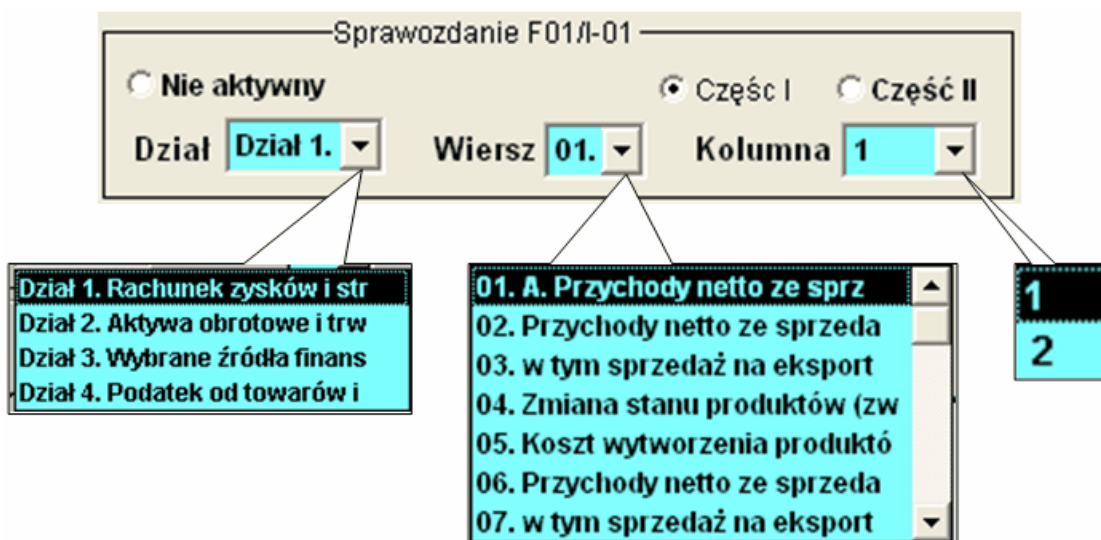 Sprawozdanie F01/I-01
Nie aktywny Częśc I Część II
Dział Dział 1. Wiersz 01. Kolumna 1
Dział 1. Rachunek zysków i str
Dział 2. Aktywa obrotowe i trw
Dział 3. Wybrane źródła finans
Dział 4. Podatek od towarów i
01. A. Przychody netto ze sprz
02. Przychody netto ze sprzeda
03. w tym sprzedaż na eksport
04. Zmiana stanu produktów (zw
05. Koszt wytworzenia produktó
06. Przychody netto ze sprzeda
07. w tym sprzedaż na eksport
1
2